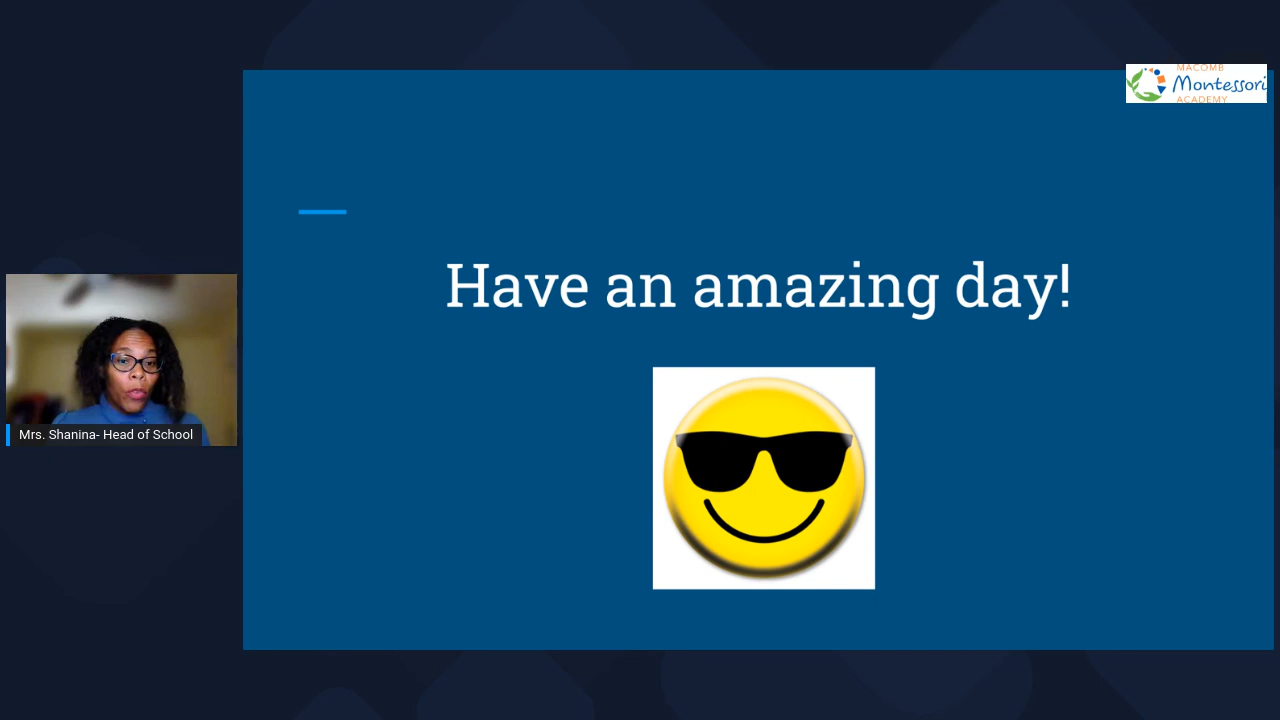 MACOMB
Montessori
ACADEMY
Have an amazing day!
Mrs. Shanina- Head of School